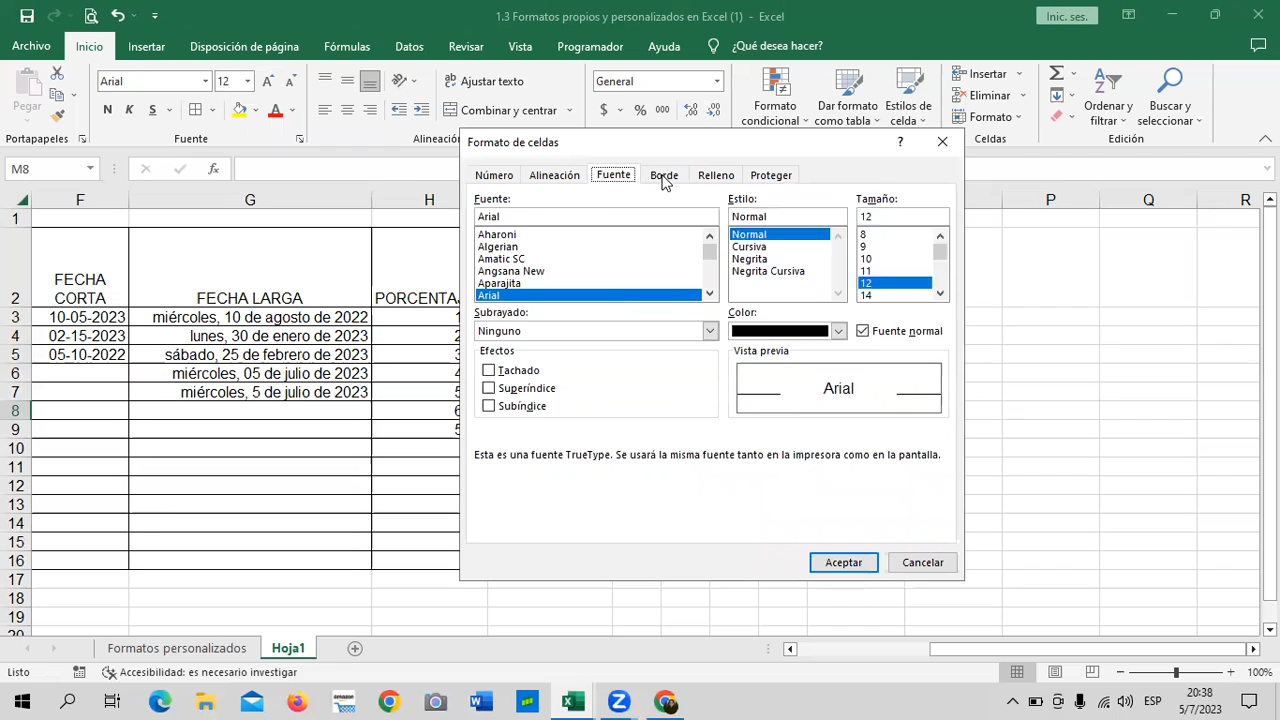 1.3 Formatos propios y personalizados en Excel (1) - Excel
Inic. ses.
Archivo Inicio Insertar Disposición de página Fórmulas Datos Revisar Vista Programador Ayuda ¿Qué desea hacer?
Pegar
Arial 12
N K S
Ajustar texto
Combinar y centrar
General
$ % 000
Formato condicional
Dar formato como tabla
Estilos de celda
Insertar
Eliminar
Formato
Ordenar y filtrar
Buscar y seleccionar
Portapapeles Fuente Alineación Celdas Edición
M8 fx
F G H P Q R
1
2 FECHA CORTA FECHA LARGA PORCENTAJ
3 10-05-2023 miércoles, 10 de agosto de 2022 1
4 02-15-2023 lunes, 30 de enero de 2023 2
5 05-10-2022 sábado, 25 de febrero de 2023 3
6 miércoles, 05 de julio de 2023 4
7 miércoles, 5 de julio de 2023 5
8 6
9 5
10
11
12
13
14
15
16
17
18
19
20
Formato de celdas ?
Número Alineación Fuente Borde Relleno Proteger
Fuente: Estilo: Tamaño:
Arial Normal 12
Aharoni Normal 8
Algerian Cursiva 9
Amatic SC Negrita 10
Angsana New Negrita Cursiva 11
Aparajita 12
Arial 14
Subrayado: Color:
Ninguno Fuente normal
Efectos Vista previa
Tachado
Superíndice
Subíndice
Arial
Esta es una fuente TrueType. Se usará la misma fuente tanto en la impresora como en la pantalla.
Aceptar Cancelar
Formatos personalizados Hoja1
Listo Accesibilidad: es necesario investigar 100%
ESP
20:38
5/7/2023